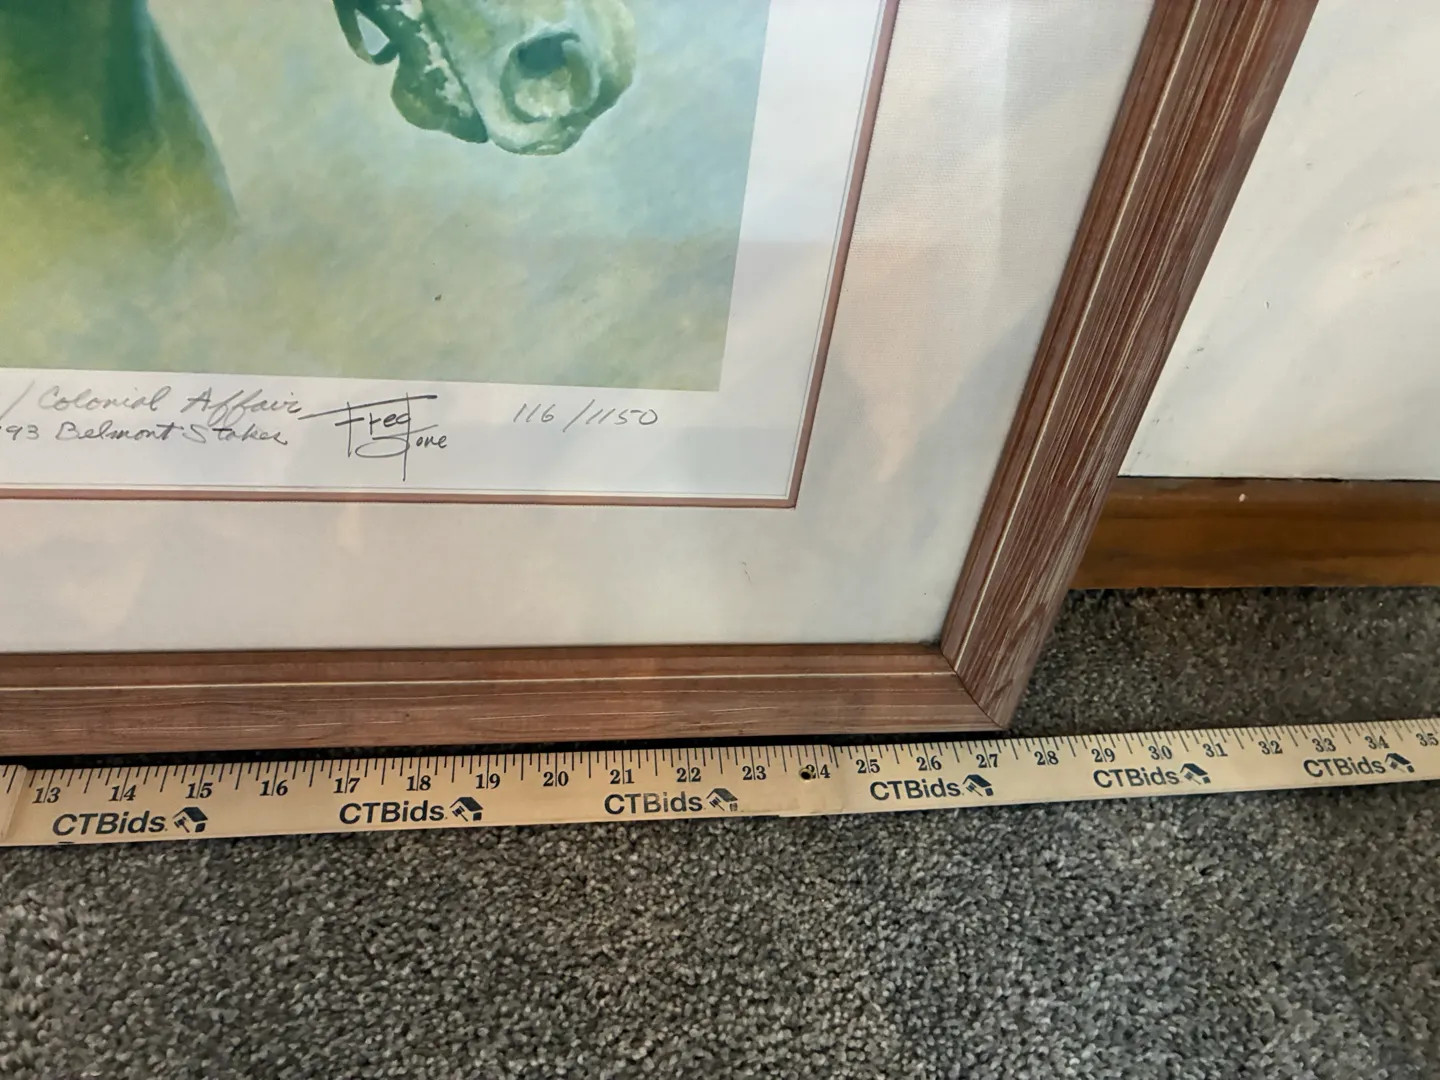 / Colonial Affair
'93 Belmont Stakes
Fred
Stone
116/1150
13 14 15 16 17 18 19 20 21 22 23 24 25 26 27 28 29 30 31 32 33 34 35
CTBids CTBids CTBids CTBids CTBids CTBids